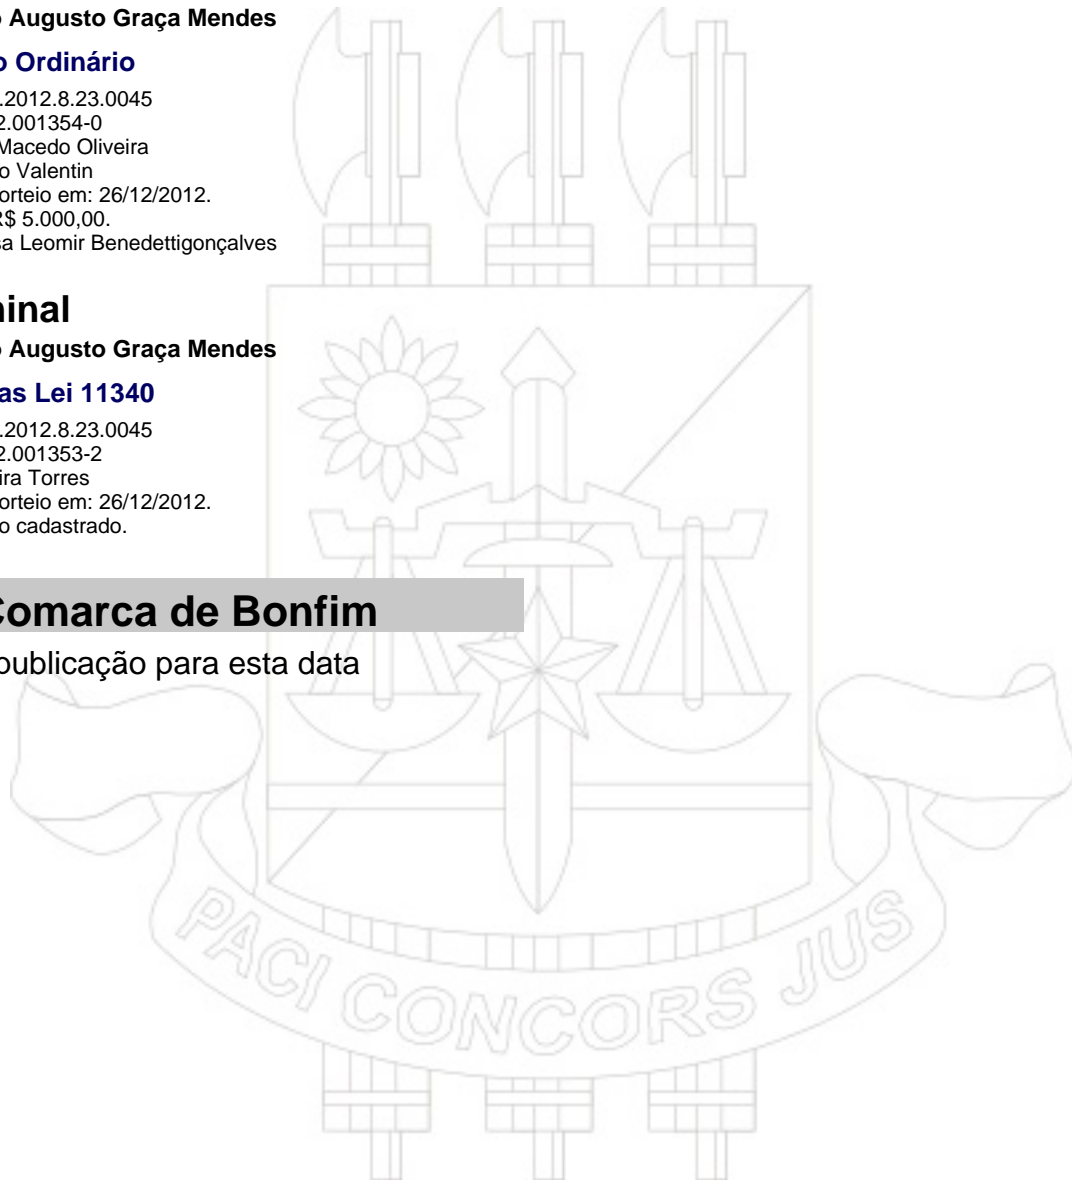 o Augusto Graça Mendes
o Ordinário
.2012.8.23.0045
2.001354-0
Macedo Oliveira
o Valentin
orteio em: 26/12/2012.
R$ 5.000,00.
sa Leomir Benedettigonçalves
ninal
o Augusto Graça Mendes
as Lei 11340
.2012.8.23.0045
2.001353-2
ira Torres
orteio em: 26/12/2012.
o cadastrado.
Comarca de Bonfim
publicação para esta data
PACI CONCORS JUS